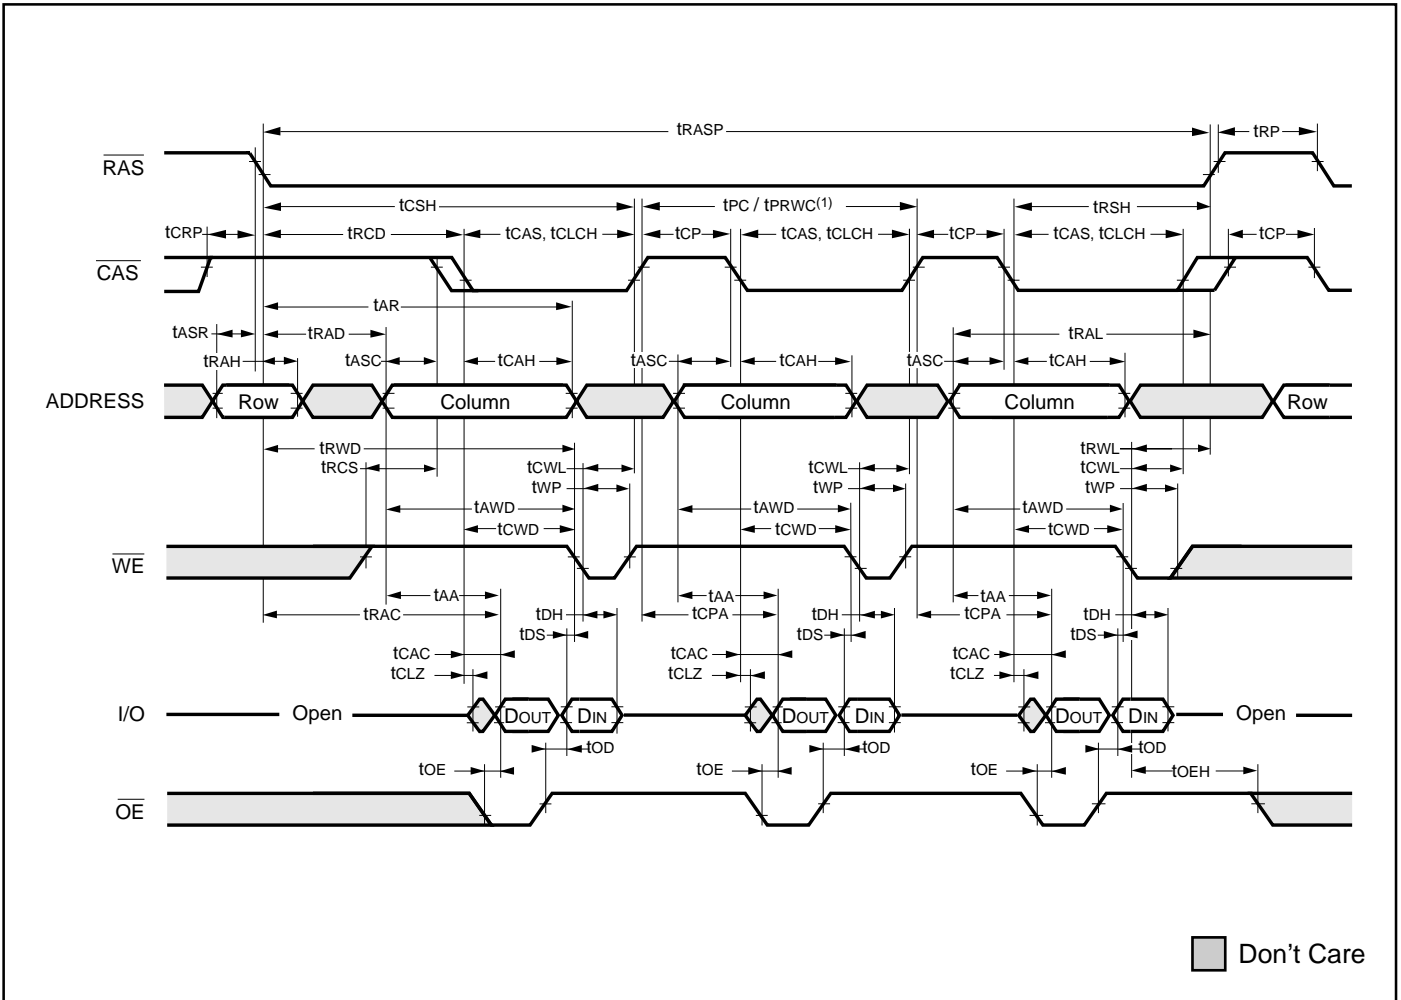 tRASP tRP
RAS
tCSH tPC / tPRWC(1) tRSH
tCRP tRCD tCAS, tCLCH tCP tCAS, tCLCH tCP tCAS, tCLCH tCP
CAS
tAR
tASR tRAD tRAL
tRAH tASC tCAH tASC tCAH tASC tCAH
ADDRESS Row Column Column Column Row
tRWD tRWL
tRCS tCWL tCWL tCWL
tWP tWP tWP
tAWD tAWD tAWD
tCWD tCWD tCWD
WE
tAA tAA tAA
tRAC tDH tCPA tDH tCPA tDH
tDS tDS tDS
tCAC tCAC tCAC
tCLZ tCLZ tCLZ
I/O Open DOUT DIN DOUT DIN DOUT DIN Open
tOD tOD tOD
tOE tOE tOE tOEH
OE
Don't Care